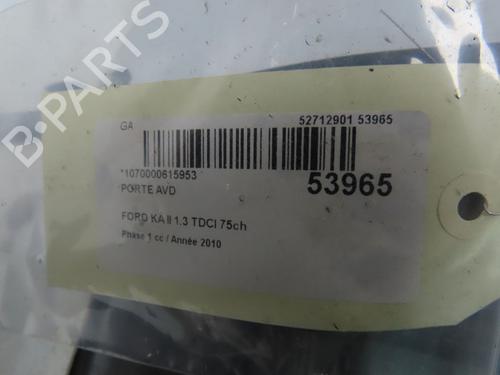 GA
52712901 53965
*1070000615953
53965
PORTE AVD
FORD KA II 1.3 TDCI 75ch
Phase 1 cc / Année 2010
B-PARTS